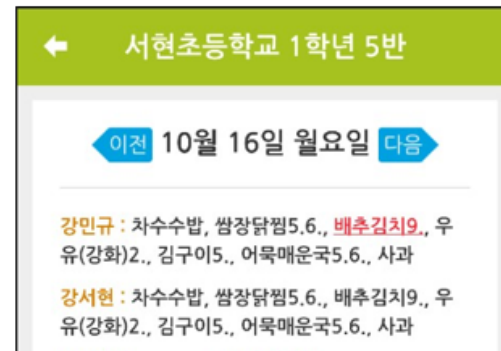 서현초등학교 1학년 5반
이전 10월 16일 월요일 다음
강민규 : 차수수밥, 쌈장닭찜5.6., 배추김치9., 우
유(강화)2., 김구이5., 어묵매운국5.6., 사과
강서현 : 차수수밥, 쌈장닭찜5.6., 배추김치9., 우
유(강화)2., 김구이5., 어묵매운국5.6., 사과